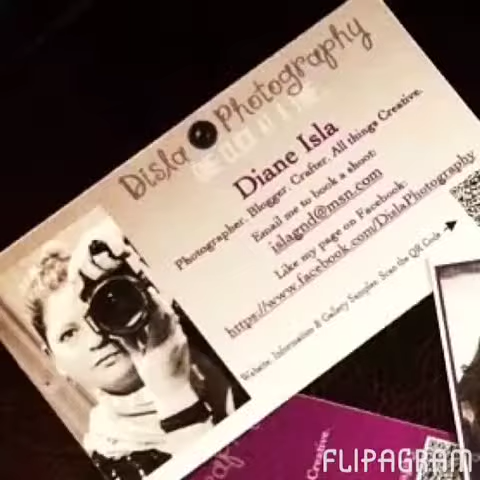 Disla Photography
Diane Isla
Photographer. Blogger. Crafter. All things Creative.
Email me to book a shoot:
islagnd@msn.com
Like my page on Facebook:
https://www.facebook.com/DislaPhotography
Website, Information & Gallery Samples: Scan the QR Code
Creative.
FLIPAGRAM